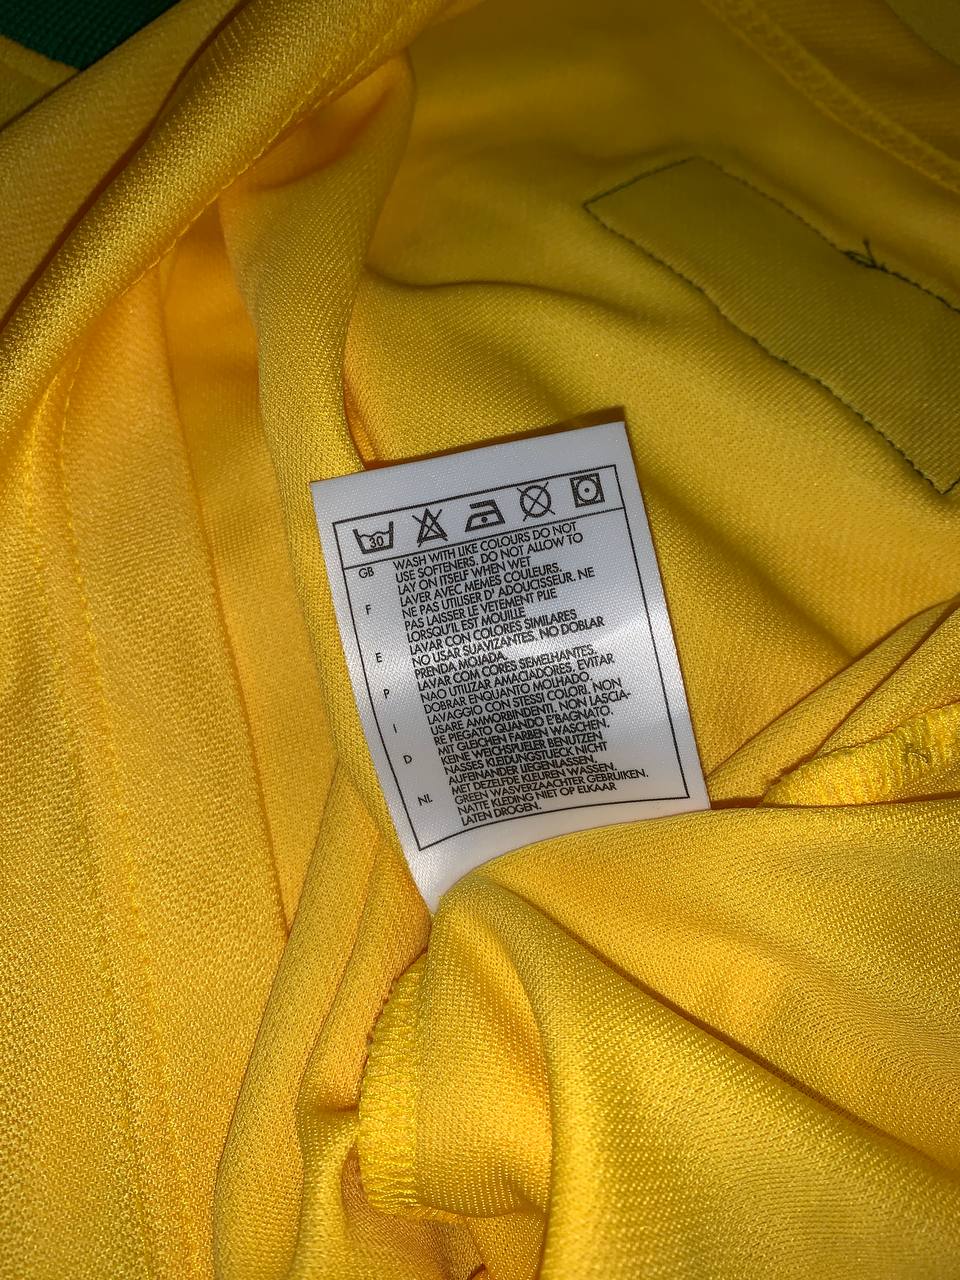 30
GB WASH WITH LIKE COLOURS DO NOT
USE SOFTENERS. DO NOT ALLOW TO
LAY ON ITSELF WHEN WET
F LAVER AVEC MEMES COULEURS.
NE PAS UTILISER D' ADOUCISSEUR. NE
PAS LAISSER LE VETEMENT PLIE
LORSQU'IL EST MOUILLE
E LAVAR CON COLORES SIMILARES
NO USAR SUAVIZANTES. NO DOBLAR
PRENDA MOJADA.
P LAVAR COM CORES SEMELHANTES.
NAO UTILIZAR AMACIADORES. EVITAR
DOBRAR ENQUANTO MOLHADO.
I LAVAGGIO CON STESSI COLORI. NON
USARE AMMORBINDENTI. NON LASCIA-
RE PIEGATO QUANDO E'BAGNATO.
D MIT GLEICHEN FARBEN WASCHEN.
KEINE WEICHSPUELER BENUTZEN
NASSES KLEIDUNGSTUECK NICHT
AUFEINANDER LIEGENLASSEN.
NL MET DEZELFDE KLEUREN WASSEN.
GREEN WASVERZAACHTER GEBRUIKEN.
NATTE KLEDING NIET OP ELKAAR
LATEN DROGEN.